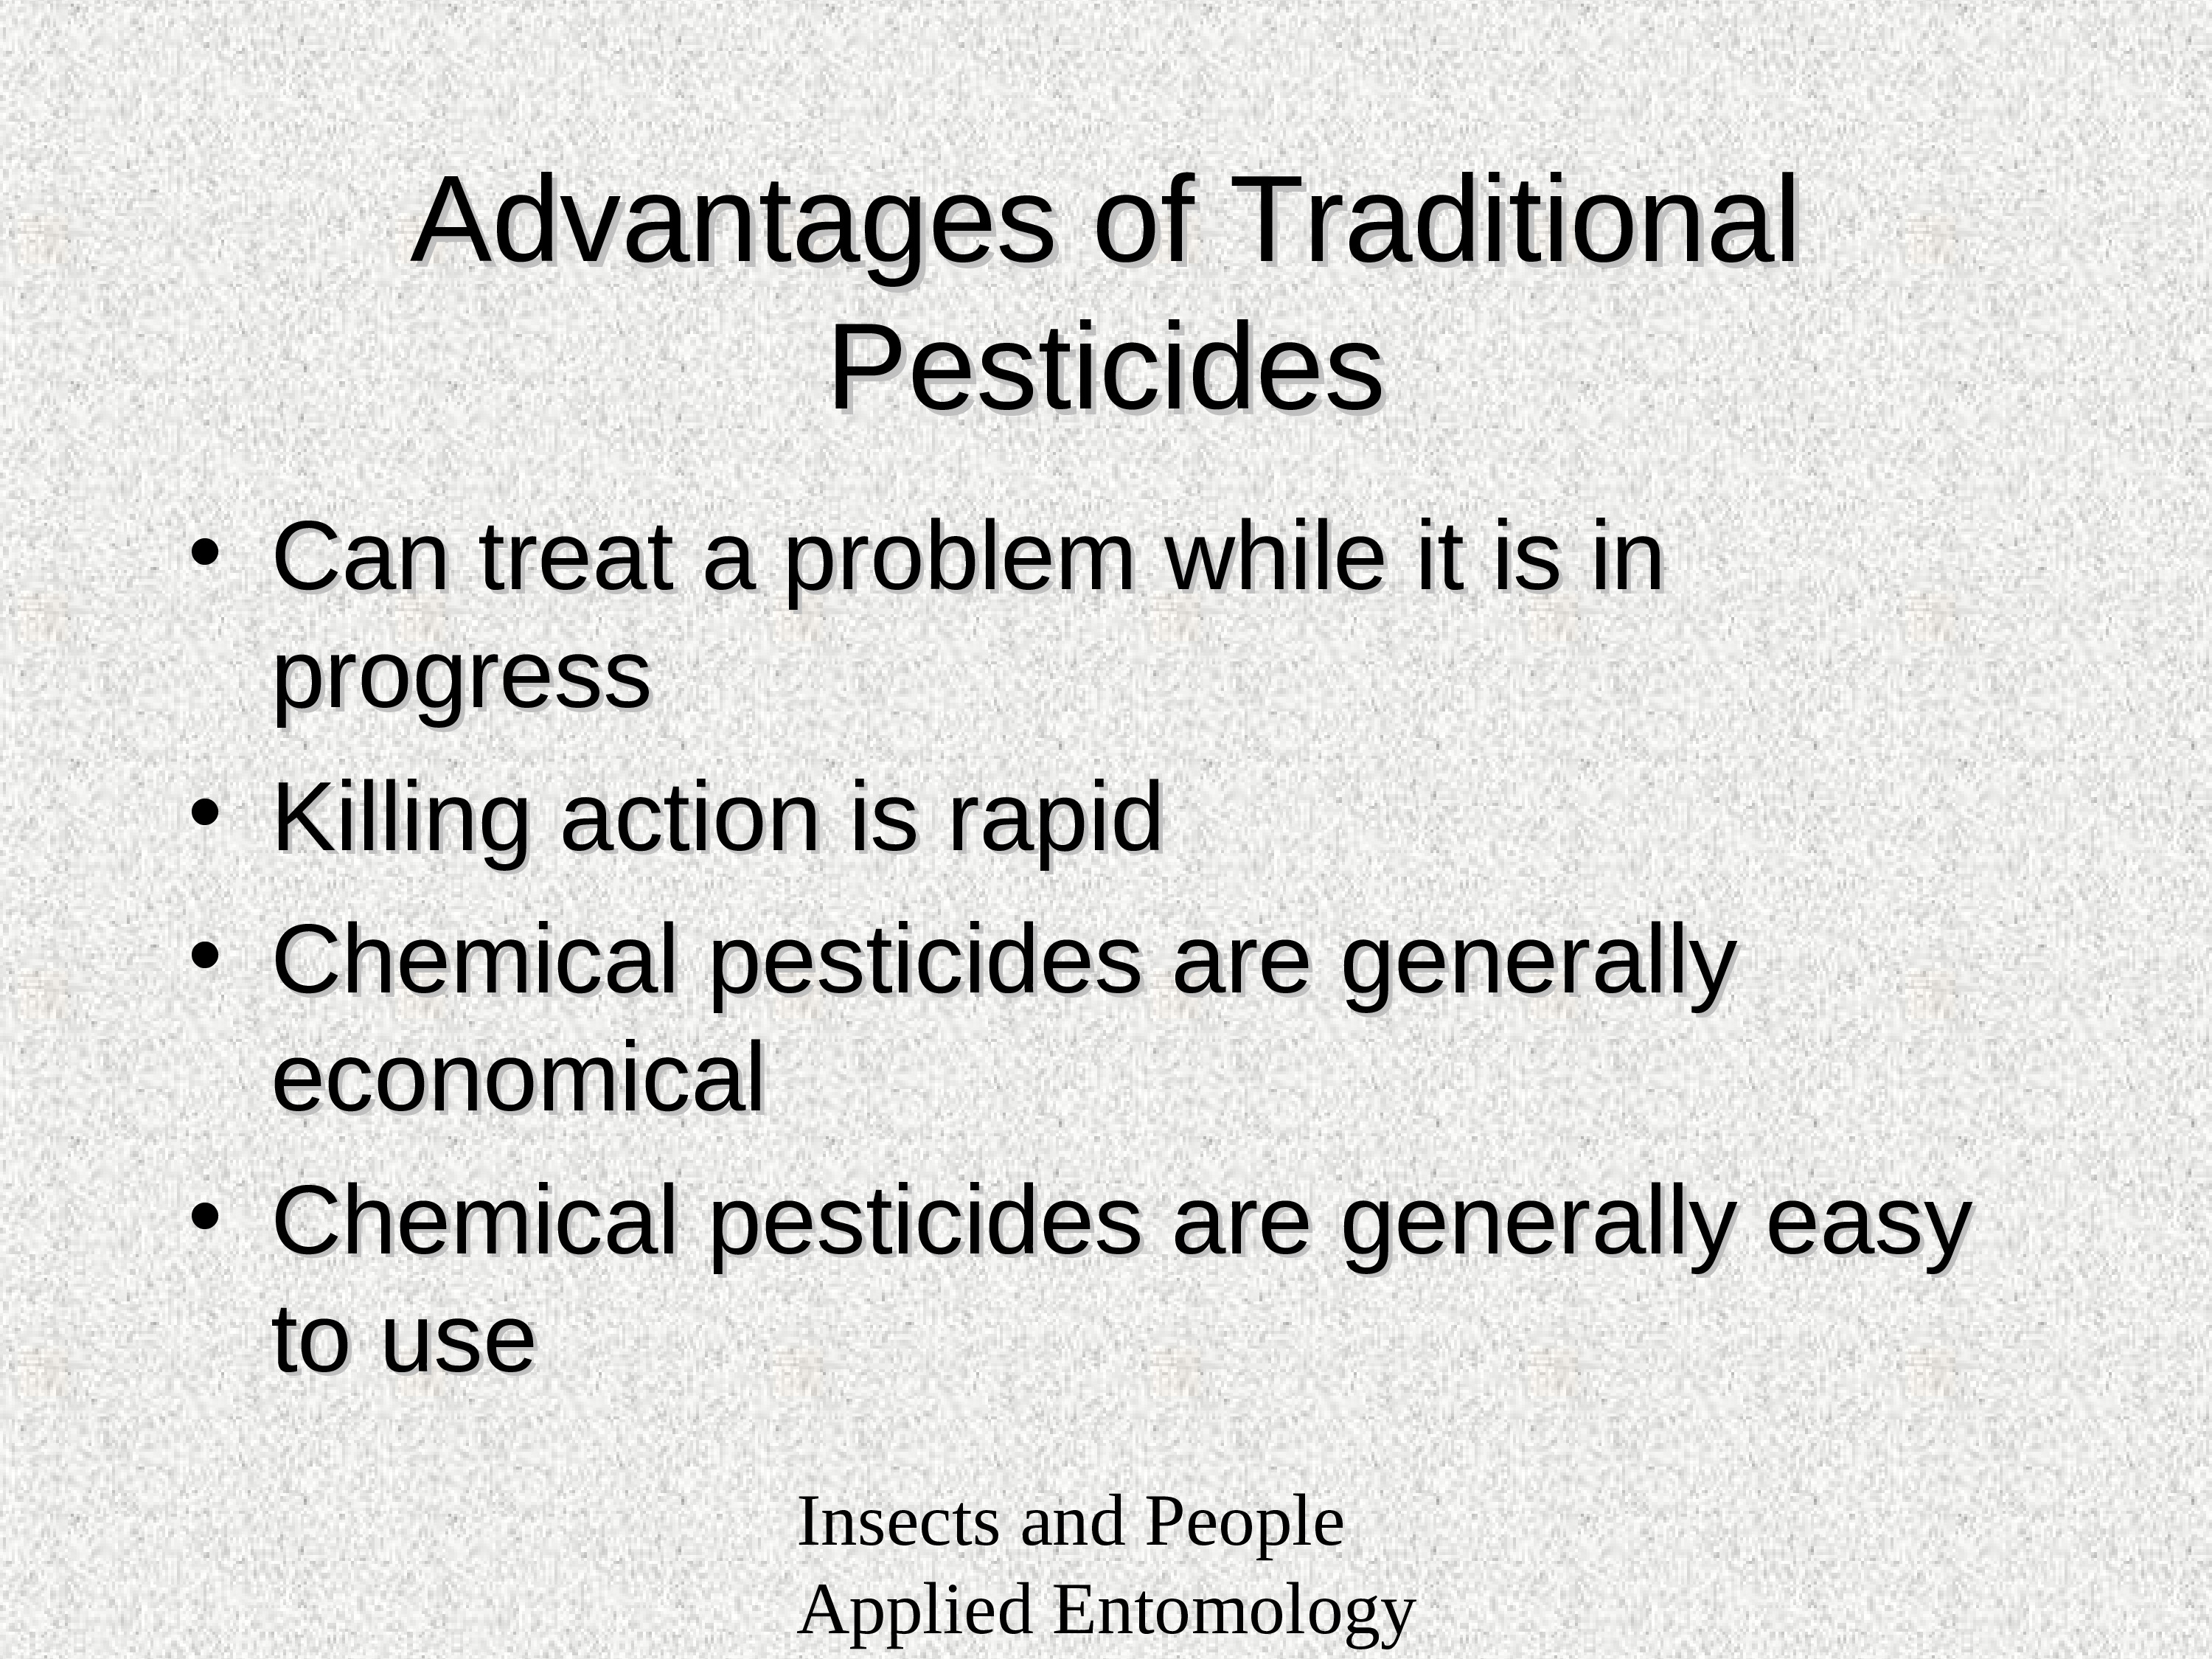 Advantages of Traditional
Pesticides
• Can treat a problem while it is in
progress
• Killing action is rapid
• Chemical pesticides are generally
economical
• Chemical pesticides are generally easy
to use
Insects and People
Applied Entomology